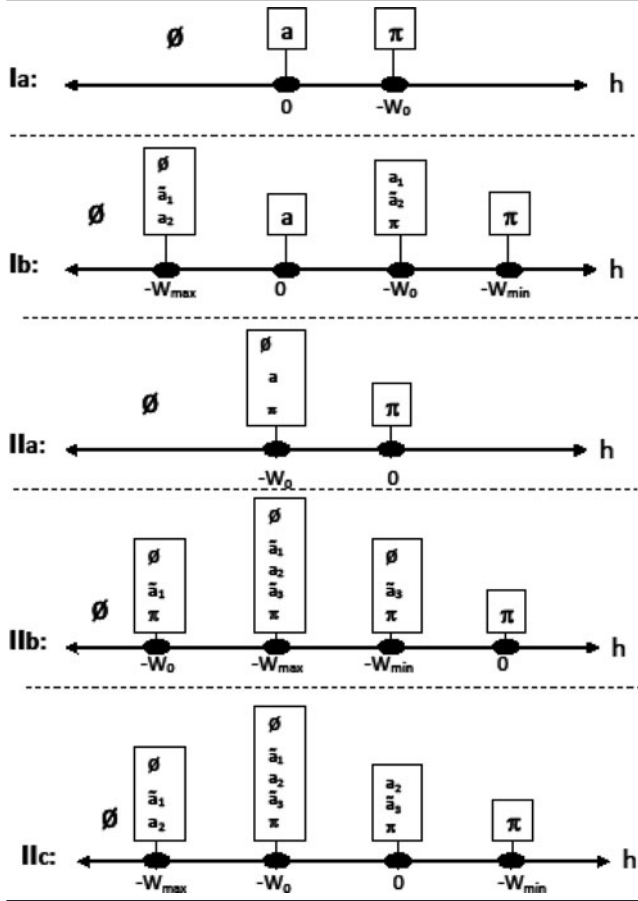 Ø a π
Ia: h
0 -W₀
Ø
ã₁
a₂
a₁
ã₂
π
Ø a π
Ib: h
-Wmax 0 -W₀ -Wmin
Ø
a
π
Ø π
IIa: h
-W₀ 0
Ø
ã₁
π
Ø
ã₁
a₂
ã₃
π
Ø
ã₃
π
Ø π
IIb: h
-W₀ -Wmax -Wmin 0
Ø
ã₁
a₂
Ø
ã₁
a₂
ã₃
π
a₂
ã₃
π
Ø π
IIc: h
-Wmax -W₀ 0 -Wmin